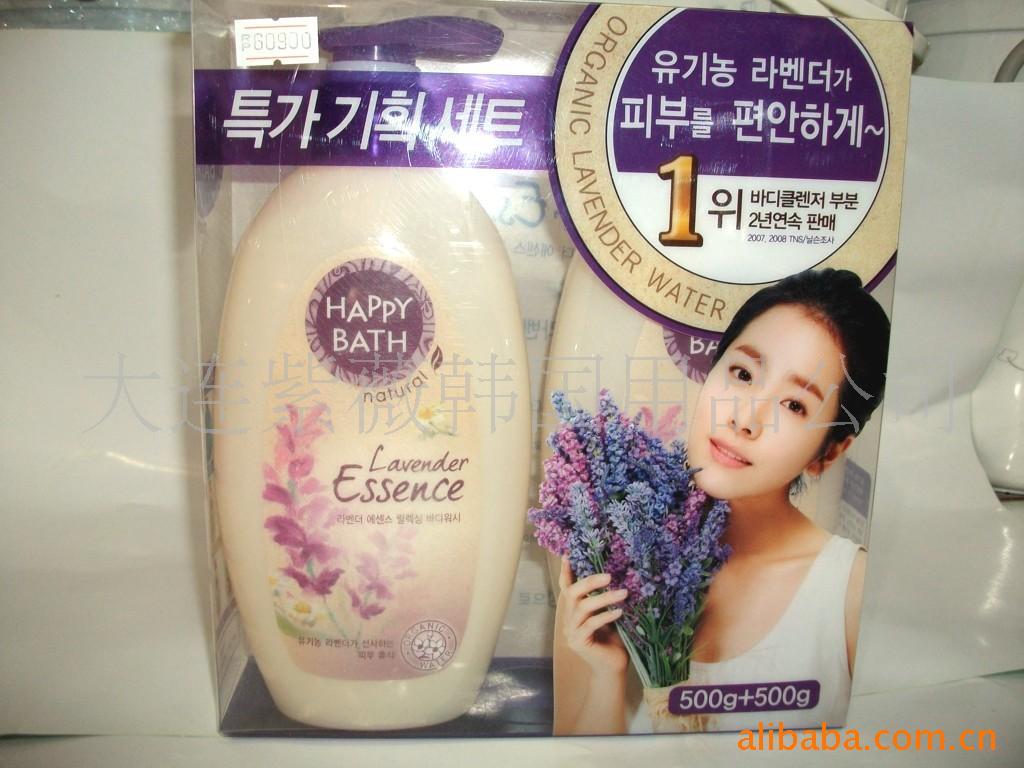 60900
특가 기획 세트
ORGANIC LAVENDER WATER
유기농 라벤더가
피부를 편안하게~
1위
바디클렌저 부분
2년연속 판매
2007, 2008 TNS/닐슨조사
HAPPY
BATH
natural
Lavender
Essence
라벤더 에센스 릴렉싱 바디워시
유기농 라벤더가 선사하는
피부 휴식
ORGANIC
WATER
BA
500g+500g
大连紫薇韩国用品公司
alibaba.com.cn